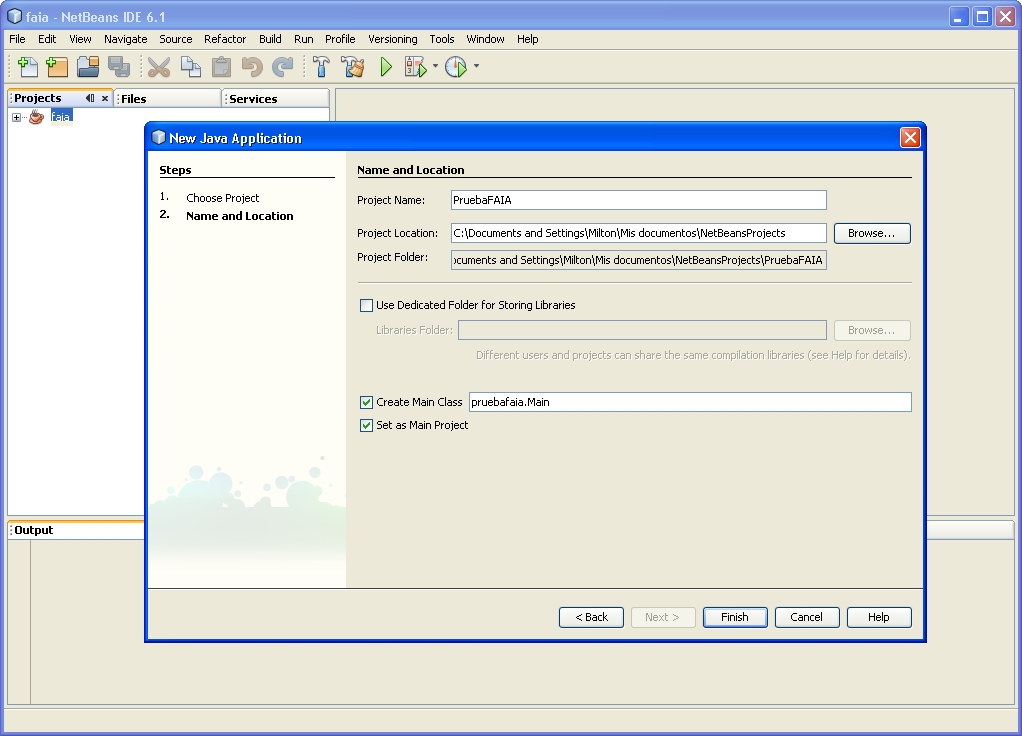 faia - NetBeans IDE 6.1
File Edit View Navigate Source Refactor Build Run Profile Versioning Tools Window Help
Projects Files Services
faia
New Java Application
Steps
1. Choose Project
2. Name and Location
Name and Location
Project Name: PruebaFAIA
Project Location: C:\Documents and Settings\Milton\Mis documentos\NetBeansProjects Browse...
Project Folder: ocuments and Settings\Milton\Mis documentos\NetBeansProjects\PruebaFAIA
Use Dedicated Folder for Storing Libraries
Libraries Folder: Browse...
Different users and projects can share the same compilation libraries (see Help for details).
Create Main Class pruebafaia.Main
Set as Main Project
Output
< Back Next > Finish Cancel Help